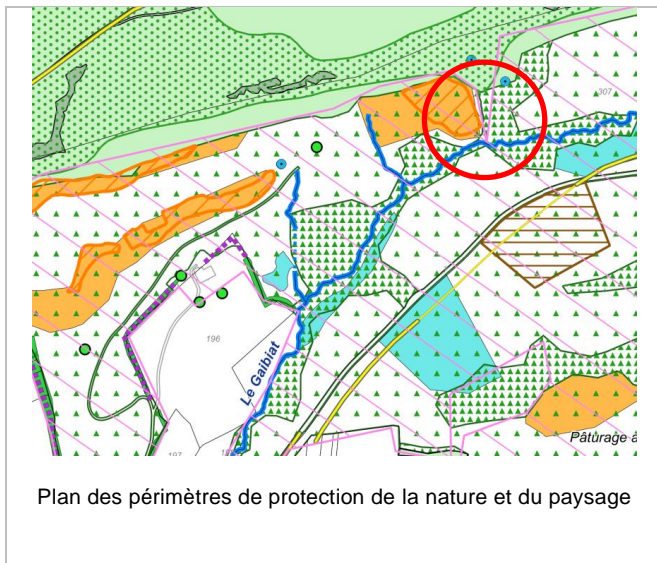 307
196
Le Gaibiat
Pâturage à
197
Plan des périmètres de protection de la nature et du paysage